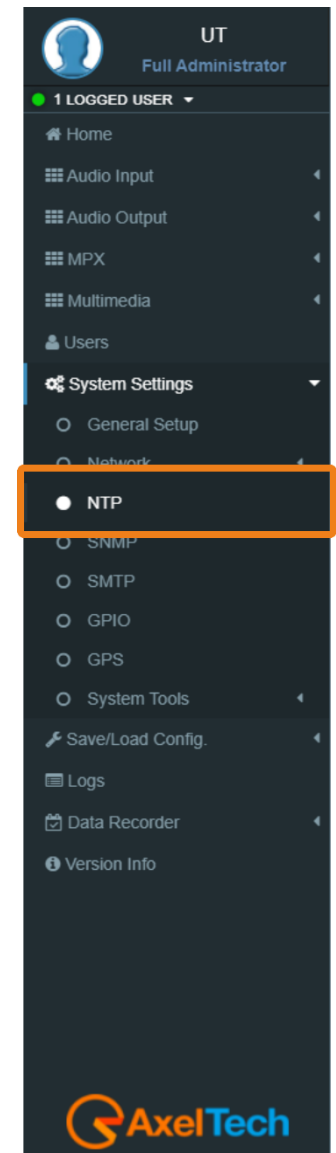 UT
Full Administrator
1 LOGGED USER
Home
Audio Input
Audio Output
MPX
Multimedia
Users
System Settings
General Setup
Network
NTP
SNMP
SMTP
GPIO
GPS
System Tools
Save/Load Config.
Logs
Data Recorder
Version Info
AxelTech